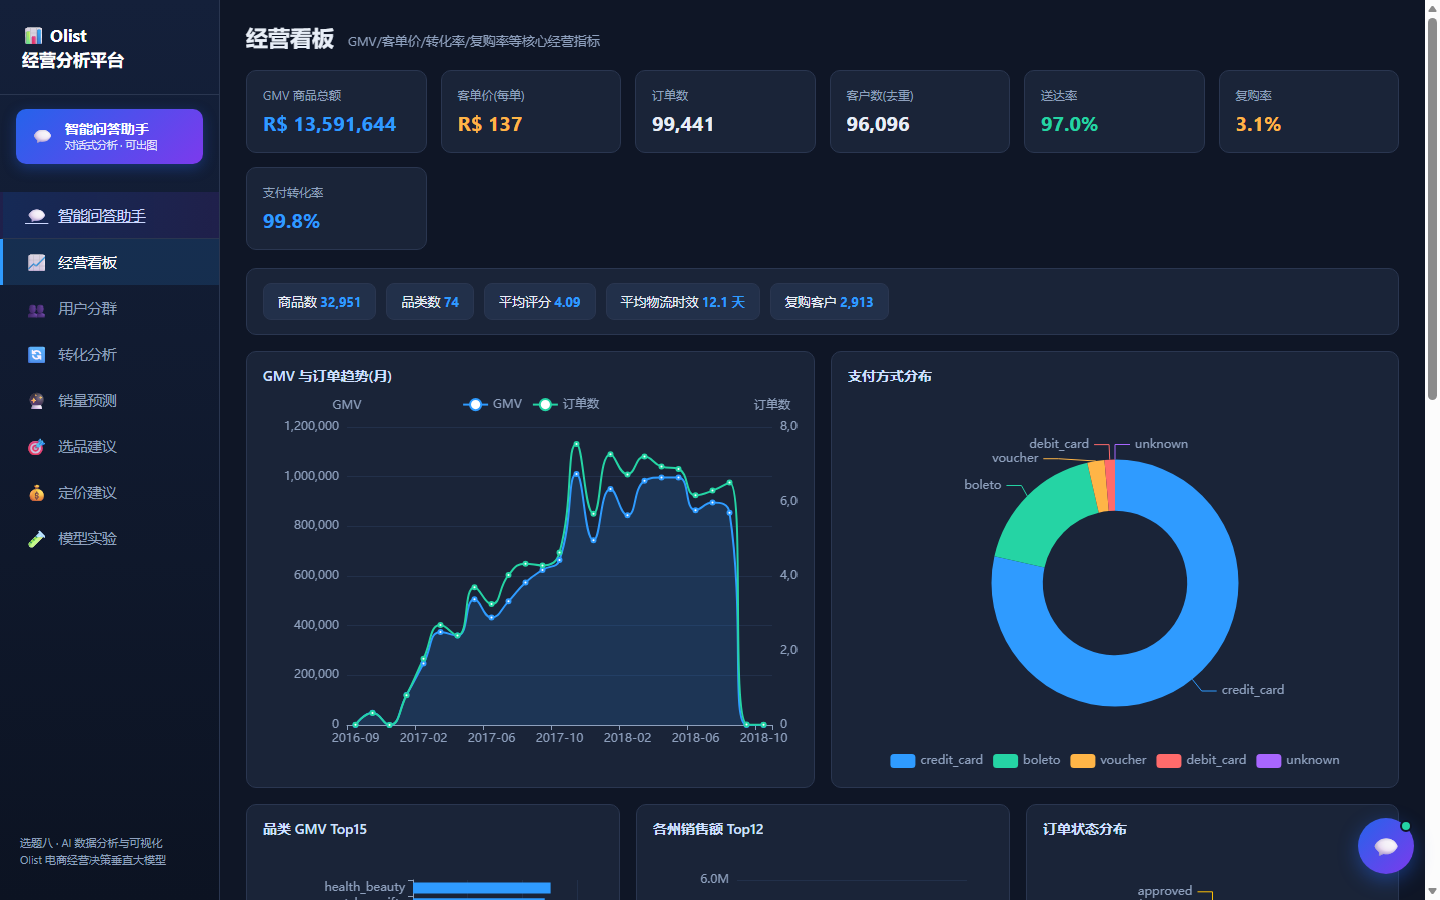 Olist
经营分析平台
智能问答助手
对话式分析 · 可出图
智能问答助手
经营看板
用户分群
转化分析
销量预测
选品建议
定价建议
模型实验
选题八 · AI 数据分析与可视化
Olist 电商经营决策垂直大模型
经营看板 GMV/客单价/转化率/复购率等核心经营指标
GMV 商品总额
R$ 13,591,644
客单价(每单)
R$ 137
订单数
99,441
客户数(去重)
96,096
送达率
97.0%
复购率
3.1%
支付转化率
99.8%
商品数 32,951
品类数 74
平均评分 4.09
平均物流时效 12.1 天
复购客户 2,913
GMV 与订单趋势(月)
GMV
GMV
订单数
订单数
1,200,000
1,000,000
800,000
600,000
400,000
200,000
0
8,0
6,0
4,0
2,0
0
2016-09
2017-02
2017-06
2017-10
2018-02
2018-06
2018-10
支付方式分布
debit_card
unknown
voucher
boleto
credit_card
credit_card
boleto
voucher
debit_card
unknown
品类 GMV Top15
health_beauty
各州销售额 Top12
6.0M
订单状态分布
approved